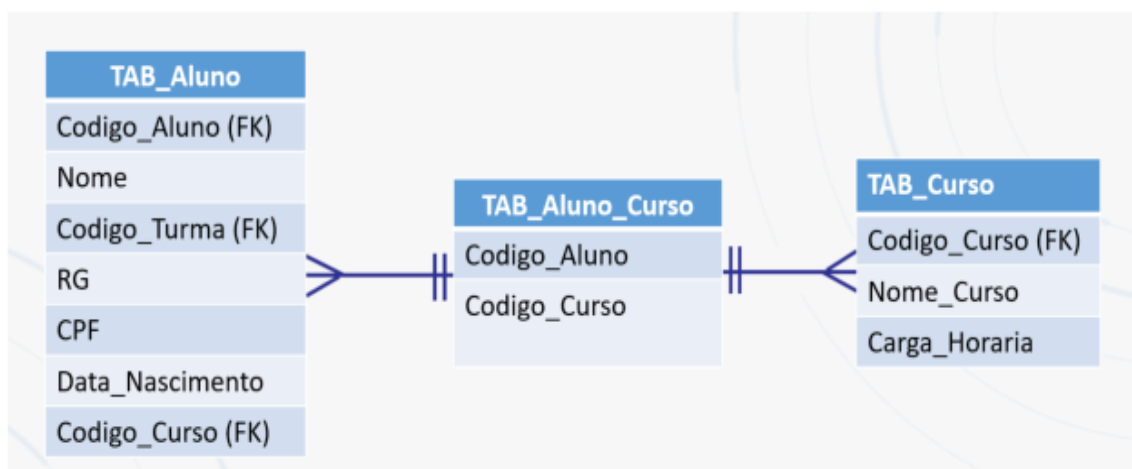 TAB_Aluno
Codigo_Aluno (FK)
Nome
Codigo_Turma (FK)
RG
CPF
Data_Nascimento
Codigo_Curso (FK)
TAB_Aluno_Curso
Codigo_Aluno
Codigo_Curso
TAB_Curso
Codigo_Curso (FK)
Nome_Curso
Carga_Horaria